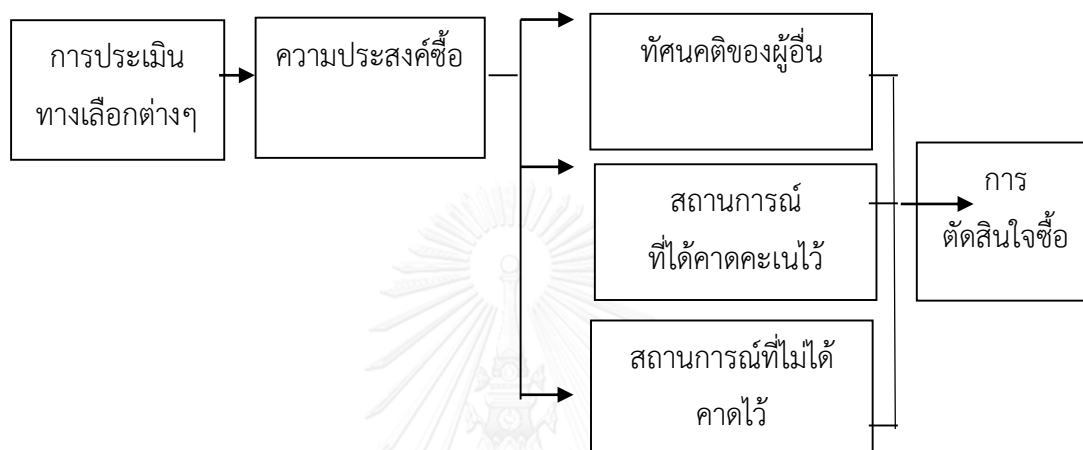 การประเมิน
ทางเลือกต่างๆ
ความประสงค์ซื้อ
ทัศนคติของผู้อื่น
สถานการณ์
ที่ได้คาดคะเนไว้
สถานการณ์ที่ไม่ได้
คาดไว้
การ
ตัดสินใจซื้อ